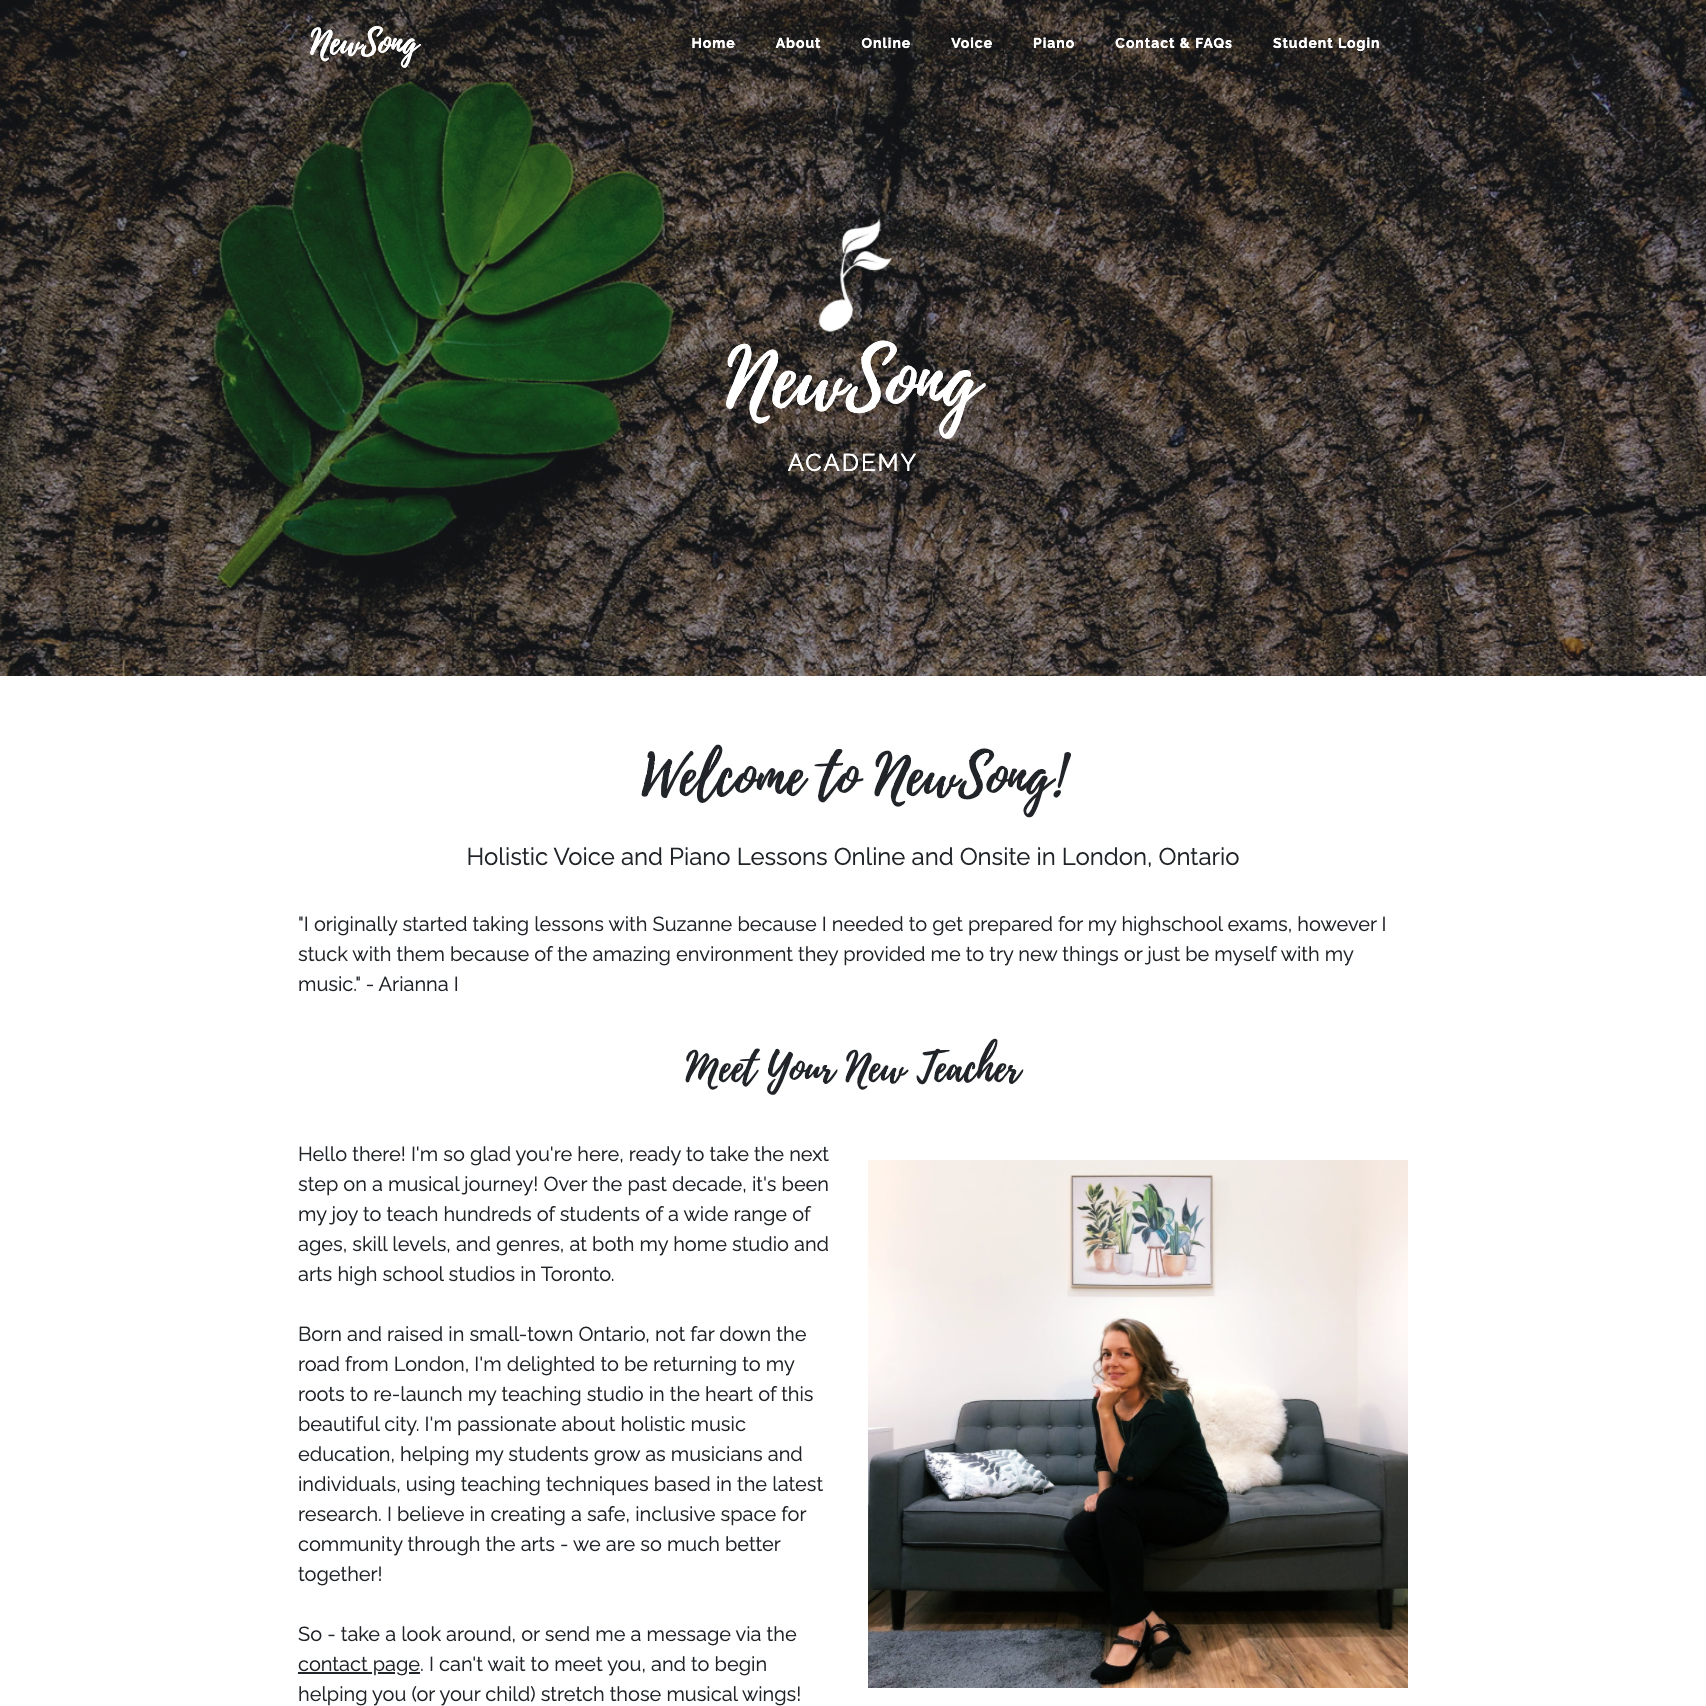 NewSong
Home About Online Voice Piano Contact & FAQs Student Login
NewSong
ACADEMY
Welcome to NewSong!
Holistic Voice and Piano Lessons Online and Onsite in London, Ontario
"I originally started taking lessons with Suzanne because I needed to get prepared for my highschool exams, however I
stuck with them because of the amazing environment they provided me to try new things or just be myself with my
music." - Arianna I
Meet Your New Teacher
Hello there! I'm so glad you're here, ready to take the next
step on a musical journey! Over the past decade, it's been
my joy to teach hundreds of students of a wide range of
ages, skill levels, and genres, at both my home studio and
arts high school studios in Toronto.
Born and raised in small-town Ontario, not far down the
road from London, I'm delighted to be returning to my
roots to re-launch my teaching studio in the heart of this
beautiful city. I'm passionate about holistic music
education, helping my students grow as musicians and
individuals, using teaching techniques based in the latest
research. I believe in creating a safe, inclusive space for
community through the arts - we are so much better
together!
So - take a look around, or send me a message via the
contact page. I can't wait to meet you, and to begin
helping you (or your child) stretch those musical wings!